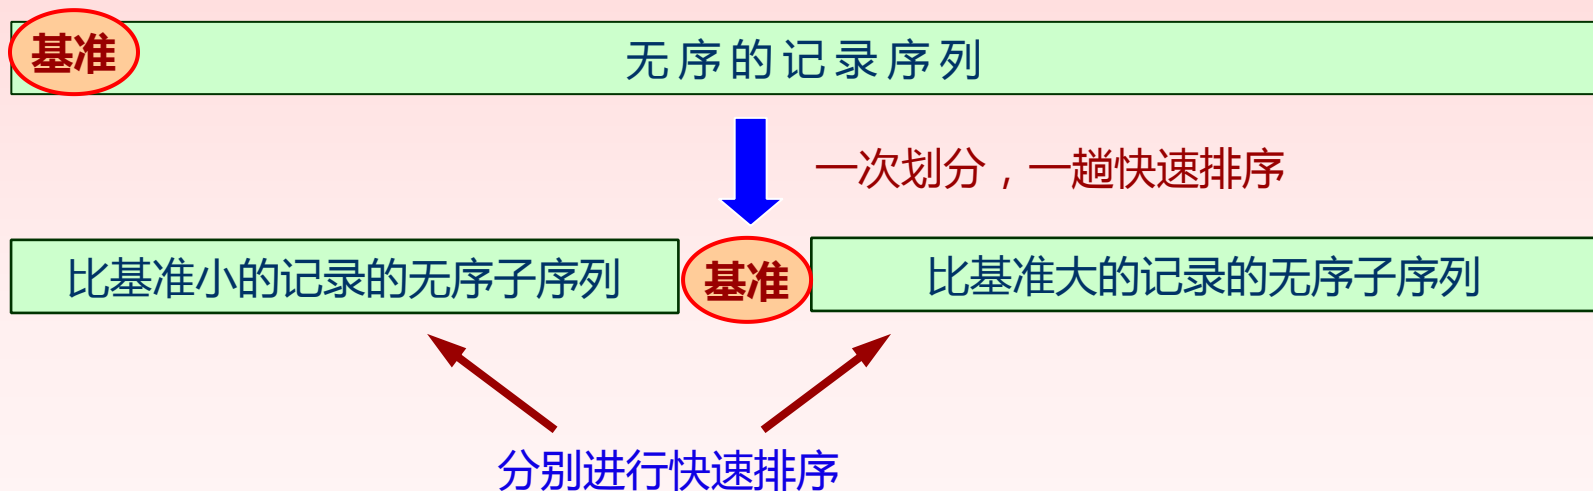 基准
无序的记录序列
一次划分，一趟快速排序
比基准小的记录的无序子序列
基准
比基准大的记录的无序子序列
分别进行快速排序